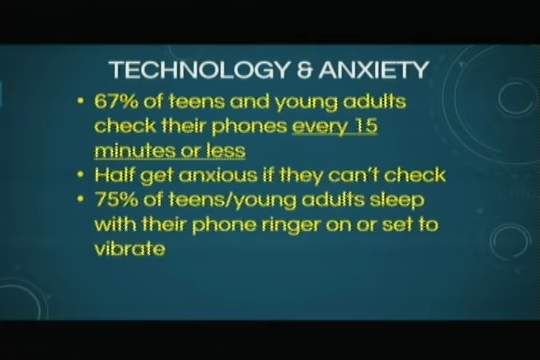 TECHNOLOGY & ANXIETY
• 67% of teens and young adults
check their phones every 15
minutes or less
• Half get anxious if they can't check
• 75% of teens/young adults sleep
with their phone ringer on or set to
vibrate